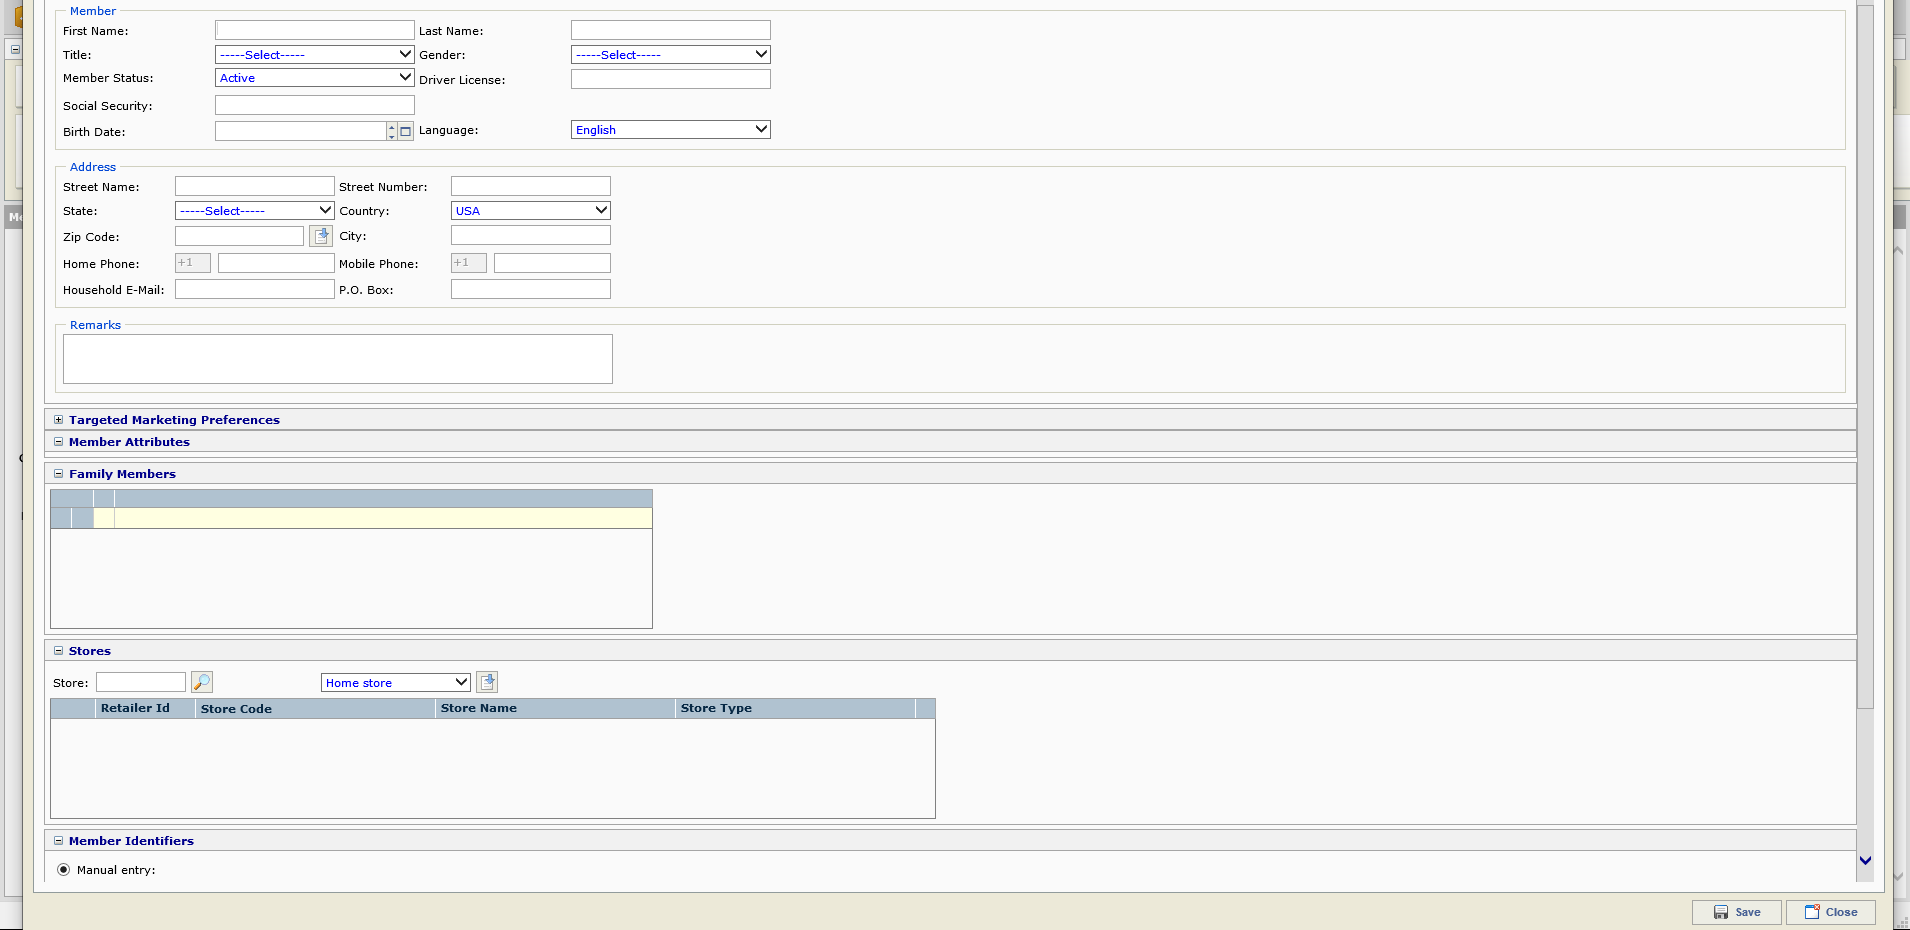 Member
First Name: Last Name:
Title: -----Select----- Gender: -----Select-----
Member Status: Active Driver License:
Social Security:
Birth Date: Language: English
Address
Street Name: Street Number:
State: -----Select----- Country: USA
Zip Code: City:
Home Phone: +1 Mobile Phone: +1
Household E-Mail: P.O. Box:
Remarks
Targeted Marketing Preferences
Member Attributes
Family Members
Stores
Store: Home store
Retailer Id Store Code Store Name Store Type
Member Identifiers
Manual entry:
Save Close